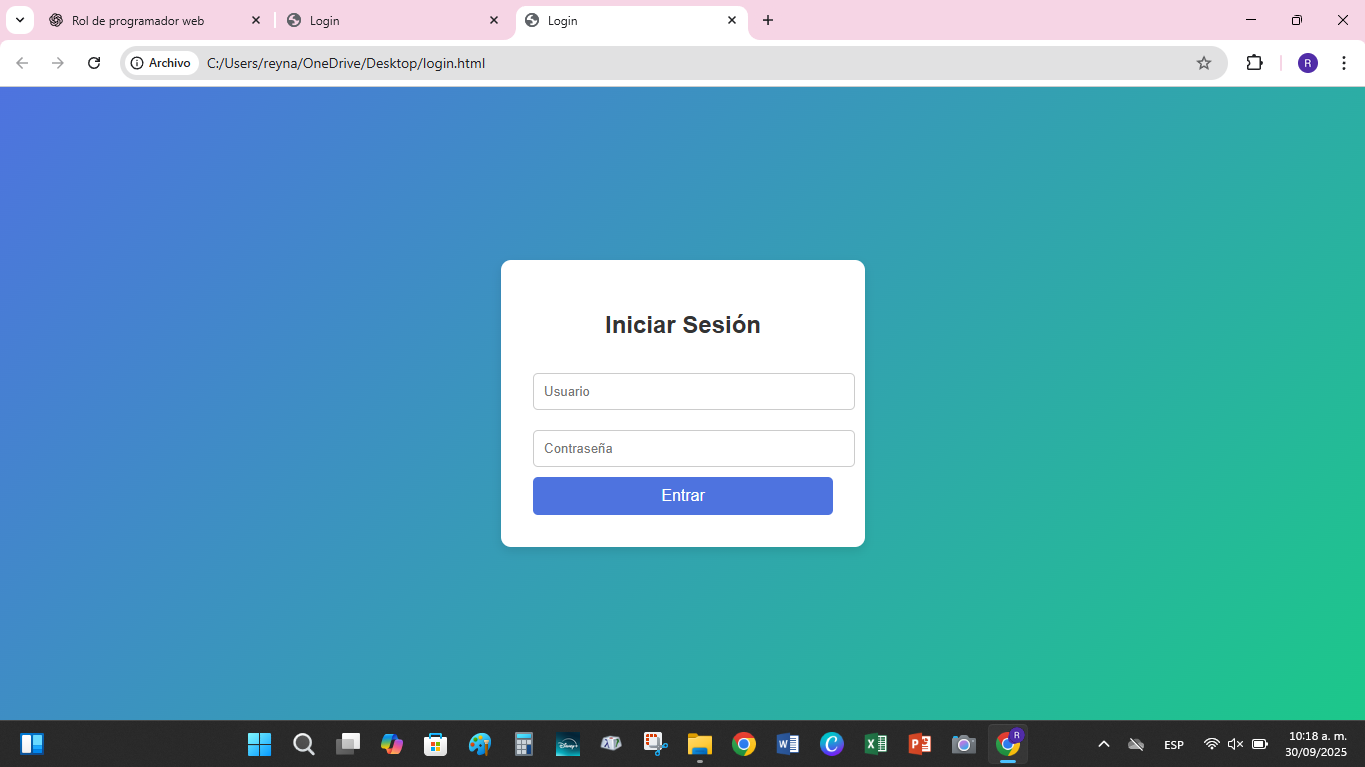 Rol de programador web
Login
Login
Archivo
C:/Users/reyna/OneDrive/Desktop/login.html
R
Iniciar Sesión
Usuario
Contraseña
Entrar
Disney+
R
ESP
10:18 a. m.
30/09/2025